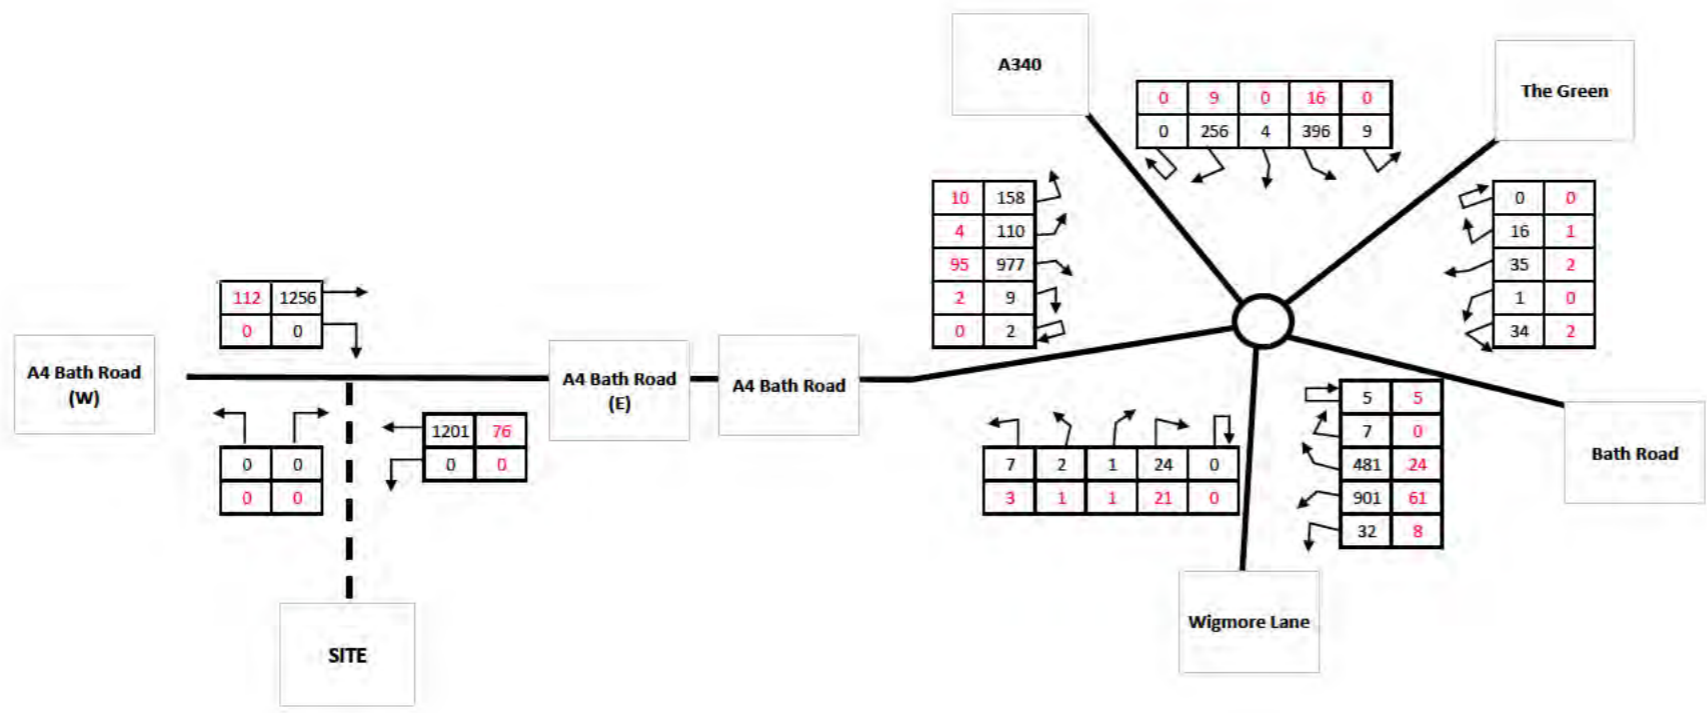 A340
0 9 0 16 0
0 256 4 396 9
The Green
10 158
4 110
95 977
2 9
0 2
0 0
16 1
35 2
1 0
34 2
112 1256
0 0
A4 Bath Road
(W)
A4 Bath Road
(E)
A4 Bath Road
0 0
0 0
1201 76
0 0
7 2 1 24 0
3 1 1 21 0
5 5
7 0
481 24
901 61
32 8
Bath Road
Wigmore Lane
SITE